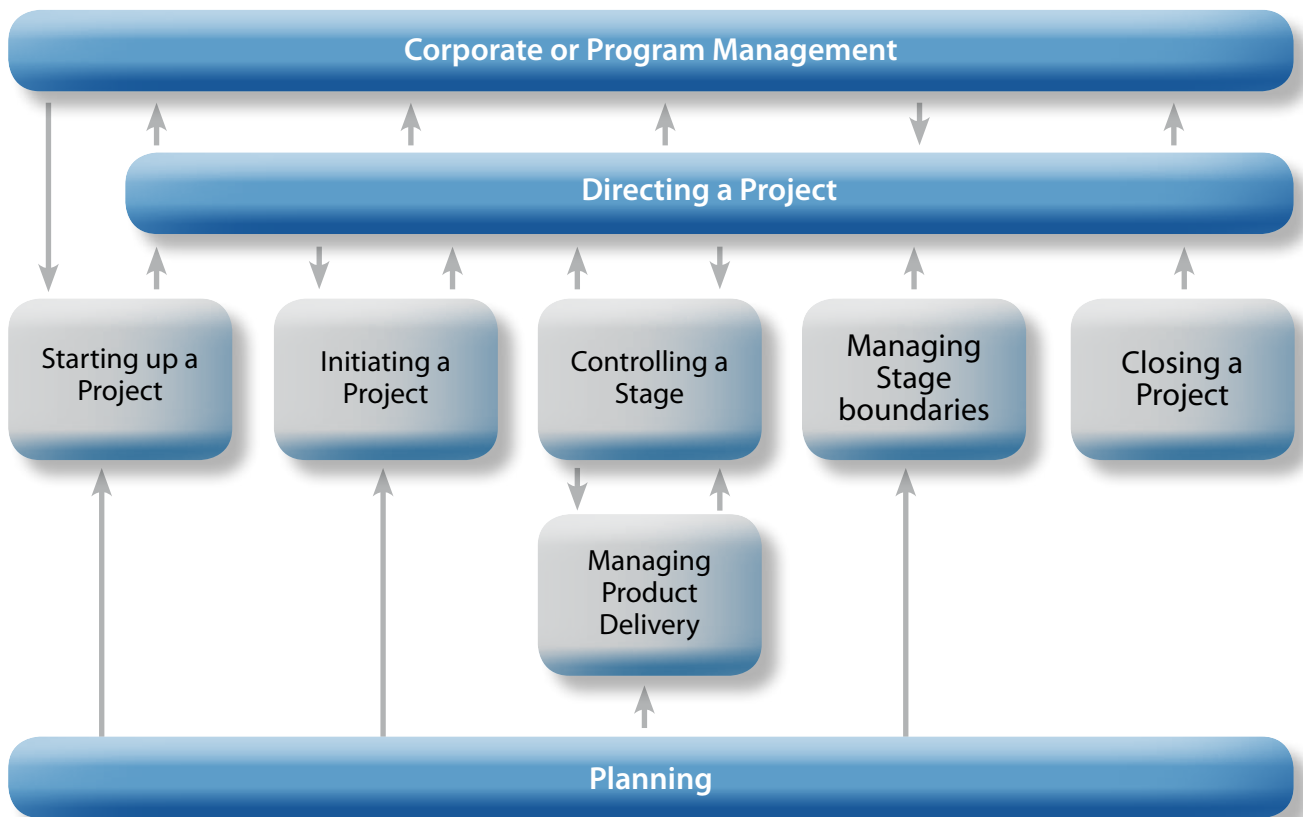 Corporate or Program Management
Directing a Project
Starting up a
Project
Initiating a
Project
Controlling a
Stage
Managing
Stage
boundaries
Closing a
Project
Managing
Product
Delivery
Planning